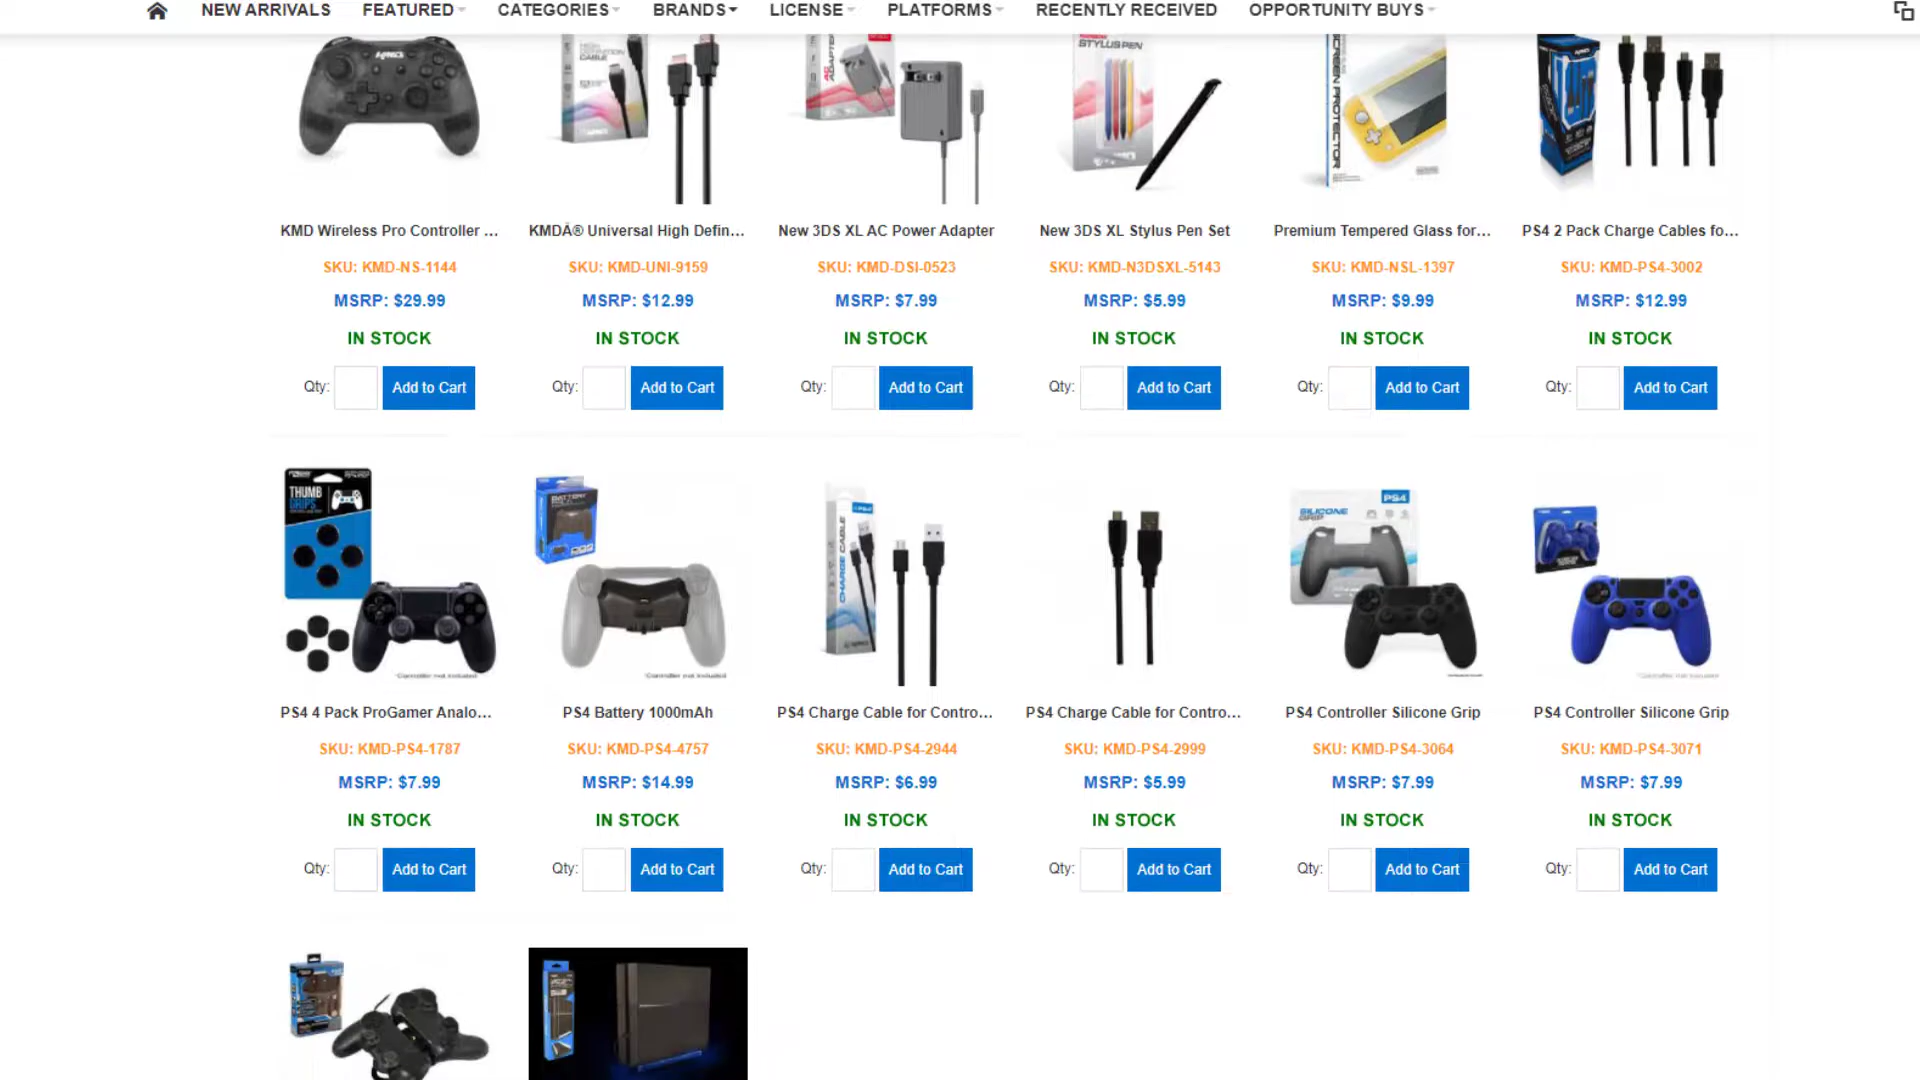 NEW ARRIVALS FEATURED CATEGORIES BRANDS LICENSE PLATFORMS RECENTLY RECEIVED OPPORTUNITY BUYS
KMD Wireless Pro Controller ... KMDÂ® Universal High Defin... New 3DS XL AC Power Adapter New 3DS XL Stylus Pen Set Premium Tempered Glass for... PS4 2 Pack Charge Cables fo...
SKU: KMD-NS-1144 SKU: KMD-UNI-9159 SKU: KMD-DSI-0523 SKU: KMD-N3DSXL-5143 SKU: KMD-NSL-1397 SKU: KMD-PS4-3002
MSRP: $29.99 MSRP: $12.99 MSRP: $7.99 MSRP: $5.99 MSRP: $9.99 MSRP: $12.99
IN STOCK IN STOCK IN STOCK IN STOCK IN STOCK IN STOCK
Qty: Add to Cart Qty: Add to Cart Qty: Add to Cart Qty: Add to Cart Qty: Add to Cart Qty: Add to Cart
THUMB
GRIPS
CHARGE CABLE
PS4
SILICONE
GRIP
PS4 4 Pack ProGamer Analo... PS4 Battery 1000mAh PS4 Charge Cable for Contro... PS4 Charge Cable for Contro... PS4 Controller Silicone Grip PS4 Controller Silicone Grip
SKU: KMD-PS4-1787 SKU: KMD-PS4-4757 SKU: KMD-PS4-2944 SKU: KMD-PS4-2999 SKU: KMD-PS4-3064 SKU: KMD-PS4-3071
MSRP: $7.99 MSRP: $14.99 MSRP: $6.99 MSRP: $5.99 MSRP: $7.99 MSRP: $7.99
IN STOCK IN STOCK IN STOCK IN STOCK IN STOCK IN STOCK
Qty: Add to Cart Qty: Add to Cart Qty: Add to Cart Qty: Add to Cart Qty: Add to Cart Qty: Add to Cart